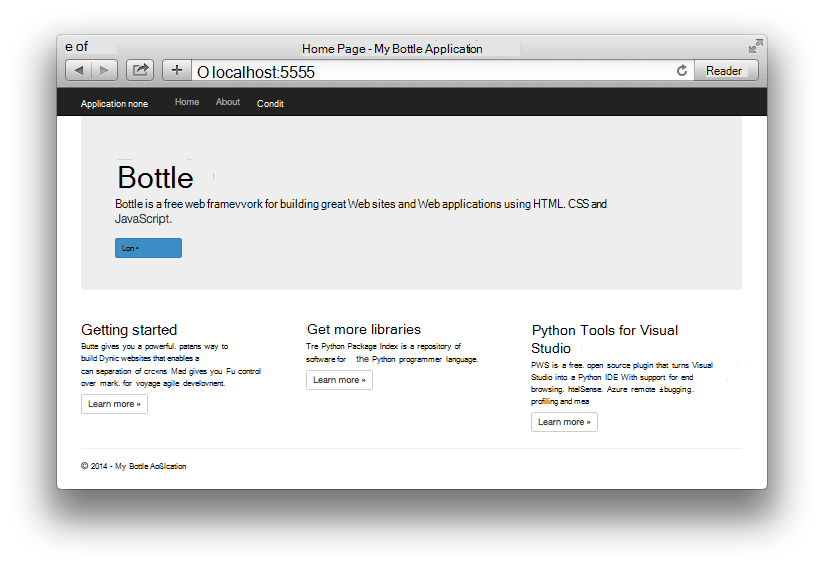 e of
Home Page - My Bottle Application
localhost:5555
Reader
Application none Home About Condit
Bottle
Bottle is a free web framevvork for building great Web sites and Web applications using HTML. CSS and
JavaScript.
Lon •
Getting started
Butte gives you a powerful. patens way to
build Dynic websites that enables a
can separation of Mad gives you Fu control
over mark. for voyage agile develovnent.
Learn more »
Get more libraries
Tre Python Package Index is a repository of
software for the Python programmer language.
Learn more »
Python Tools for Visual
Studio
PWS is a free. open source plugin that turns Visual
Studio into a Python IDE With support for end
browsing. htelSense. Azure remote ±bugging.
profiling and mea
Learn more »
© 2014 - My Bottle